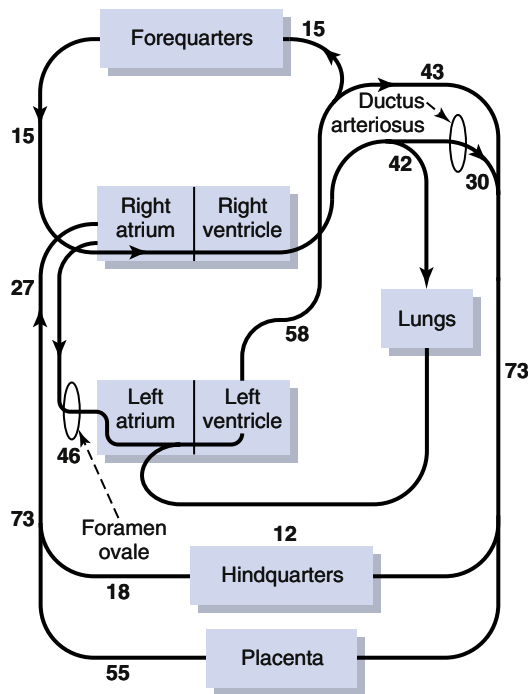 Forequarters
15
43
Ductus
arteriosus
15
42
30
Right
atrium
Right
ventricle
27
Lungs
58
73
Left
atrium
Left
ventricle
46
Foramen
ovale
73
12
Hindquarters
18
Placenta
55